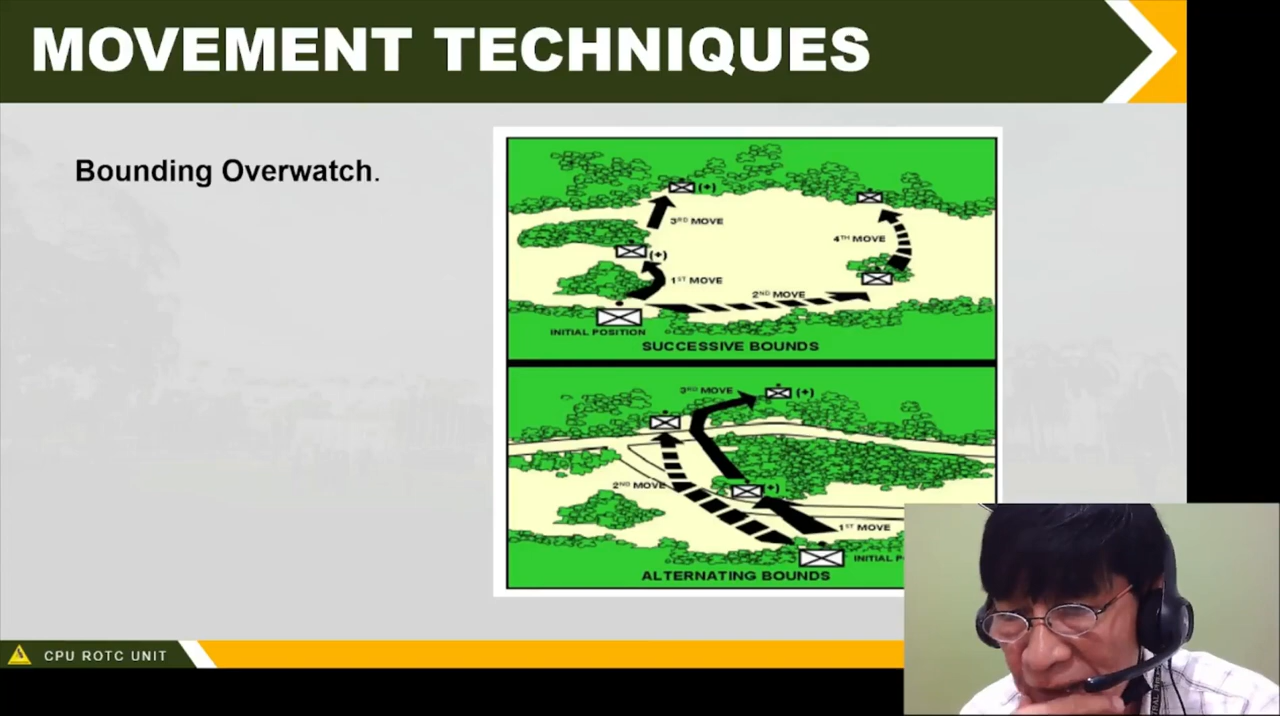 MOVEMENT TECHNIQUES
Bounding Overwatch.
(+)
3RD MOVE
4TH MOVE
(+)
1ST MOVE
2ND MOVE
INITIAL POSITION
SUCCESSIVE BOUNDS
3RD MOVE
(+)
2ND MOVE
(+)
1ST MOVE
INITIAL
ALTERNATING BOUNDS
CPU ROTC UNIT